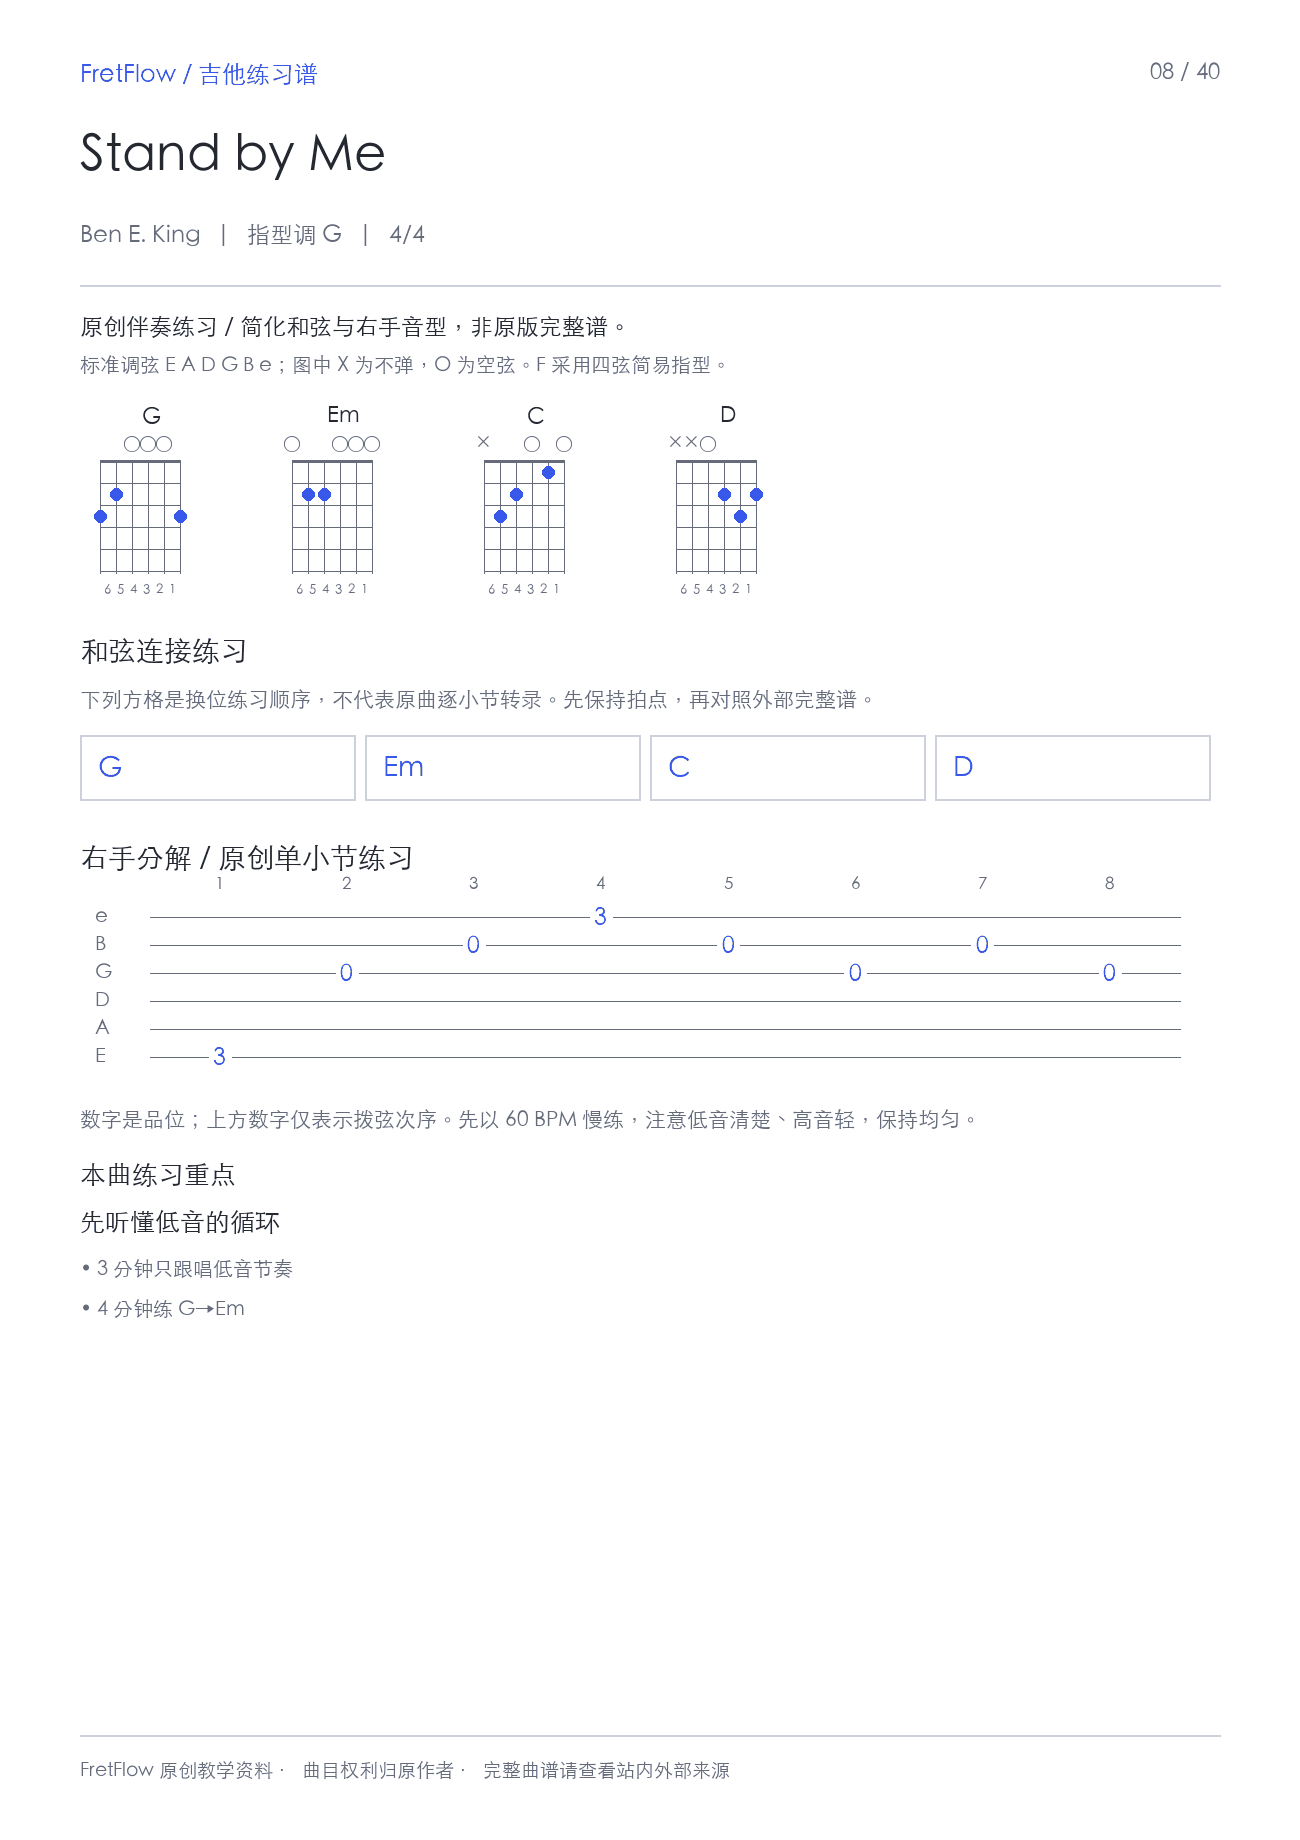 FretFlow / 吉他练习谱
08 / 40
Stand by Me
Ben E. King | 指型调 G | 4/4
原创伴奏练习 / 简化和弦与右手音型，非原版完整谱。
标准调弦 E A D G B e；图中 X 为不弹，O 为空弦。F 采用四弦简易指型。
G Em C D
× ××
6 5 4 3 2 1 6 5 4 3 2 1 6 5 4 3 2 1 6 5 4 3 2 1
和弦连接练习
下列方格是换位练习顺序，不代表原曲逐小节转录。先保持拍点，再对照外部完整谱。
G Em C D
右手分解 / 原创单小节练习
1 2 3 4 5 6 7 8
e 3
B 0 0 0
G 0 0 0
D
A
E 3
数字是品位；上方数字仅表示拨弦次序。先以 60 BPM 慢练，注意低音清楚、高音轻，保持均匀。
本曲练习重点
先听懂低音的循环
• 3 分钟只跟唱低音节奏
• 4 分钟练 G→Em
FretFlow 原创教学资料 · 曲目权利归原作者 · 完整曲谱请查看站内外部来源